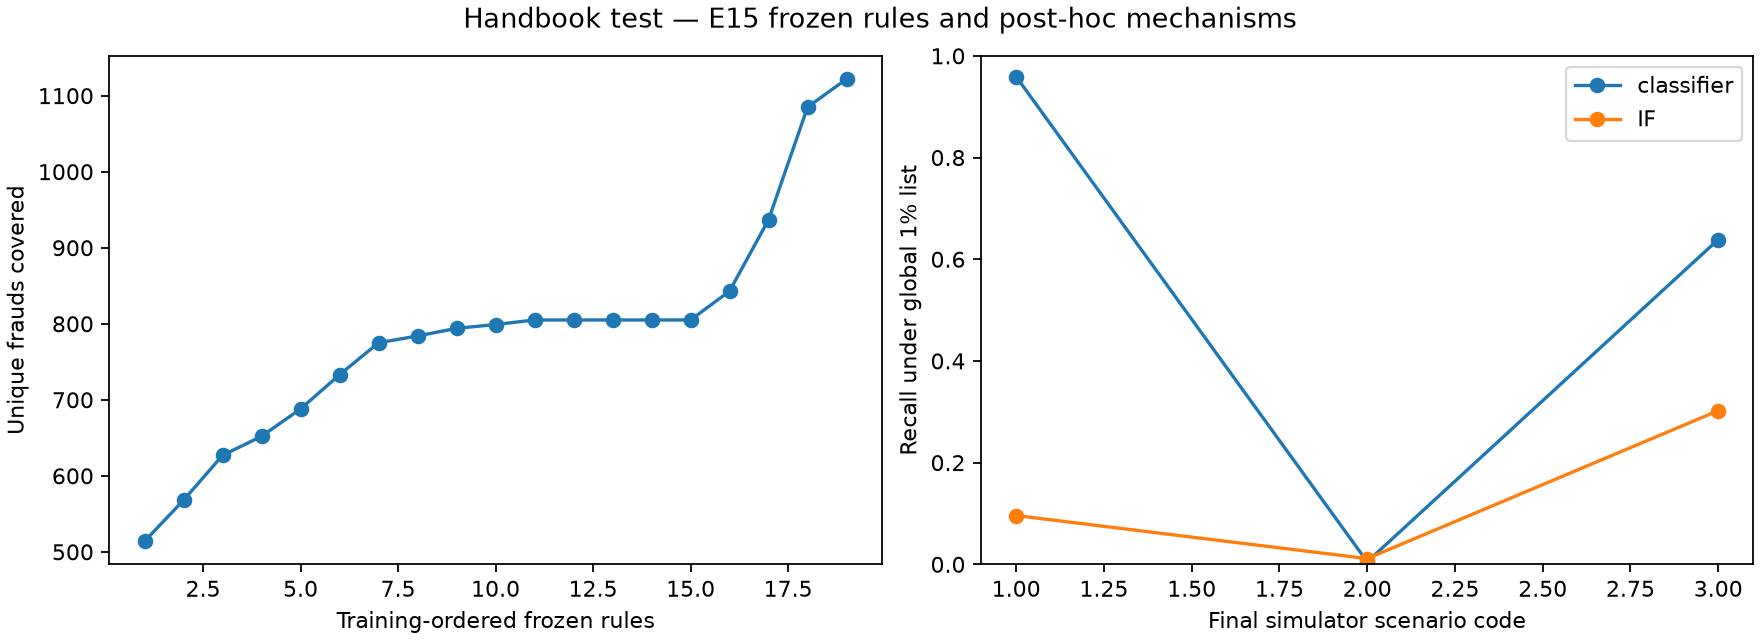 Handbook test — E15 frozen rules and post-hoc mechanisms
Unique frauds covered
1100
1000
900
800
700
600
500
2.5 5.0 7.5 10.0 12.5 15.0 17.5
Training-ordered frozen rules
Recall under global 1% list
1.0
0.8
0.6
0.4
0.2
0.0
classifier
IF
1.00 1.25 1.50 1.75 2.00 2.25 2.50 2.75 3.00
Final simulator scenario code